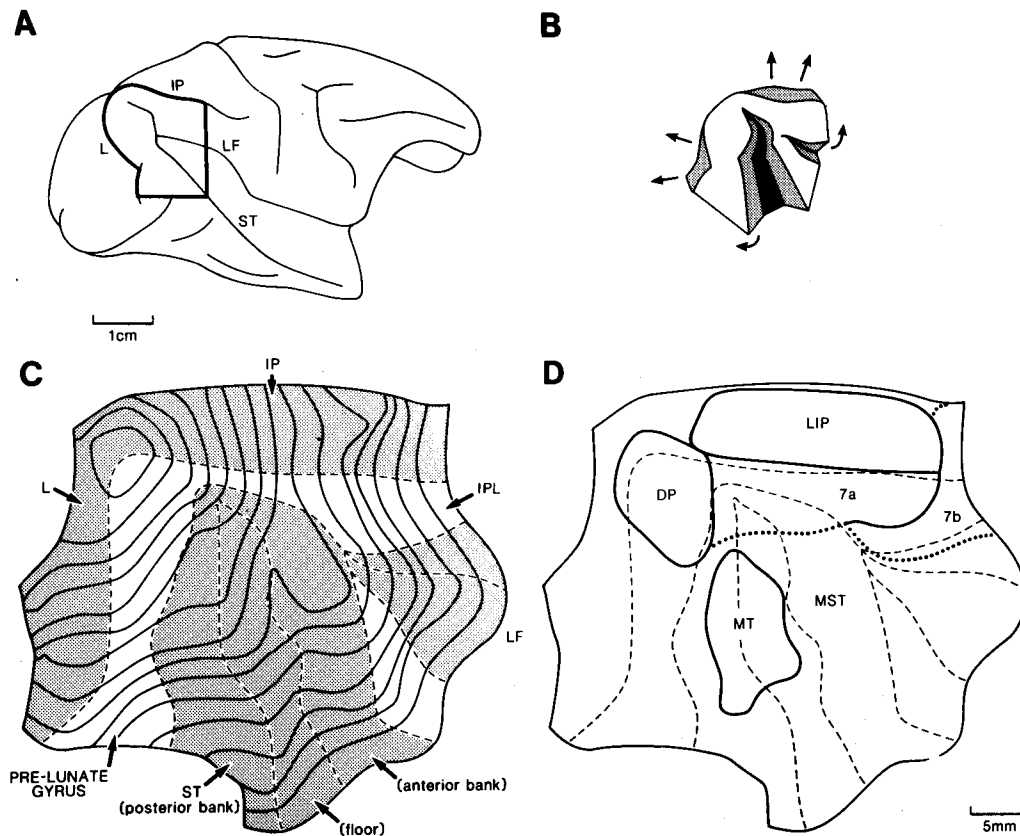 A
IP
L
LF
ST
1cm
B
C
IP
L
IPL
LF
PRE-LUNATE
GYRUS
ST
(posterior bank)
(floor)
(anterior bank)
D
LIP
DP
7a
7b
MST
MT
5mm